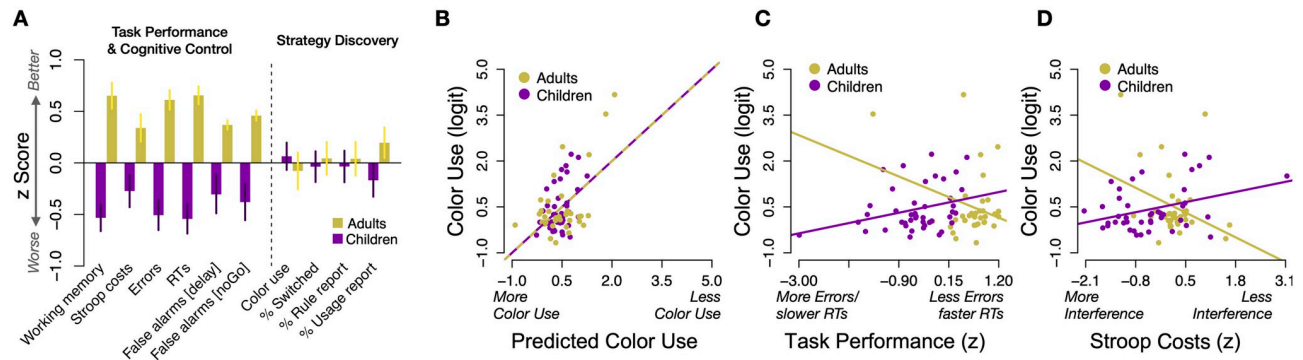 A
Task Performance
& Cognitive Control
Strategy Discovery
Better
Worse
z Score
1.0
0.5
0.0
−0.5
−1.0
Adults
Children
Working memory
Stroop costs
Errors
RTs
False alarms [delay]
False alarms [noGo]
Color use
% Switched
% Rule report
% Usage report
B
Adults
Children
Color Use (logit)
5.0
3.5
2.0
0.5
−1.0
−1.0
0.5
2.0
3.5
5.0
More
Color Use
Less
Color Use
Predicted Color Use
C
Adults
Children
Color Use (logit)
5.0
3.5
2.0
0.5
−1.0
−3.00
−0.90
0.15
1.20
More Errors/
slower RTs
Less Errors
faster RTs
Task Performance (z)
D
Adults
Children
Color Use (logit)
5.0
3.5
2.0
0.5
−1.0
−2.1
−0.8
0.5
1.8
3.1
More
Interference
Less
Interference
Stroop Costs (z)